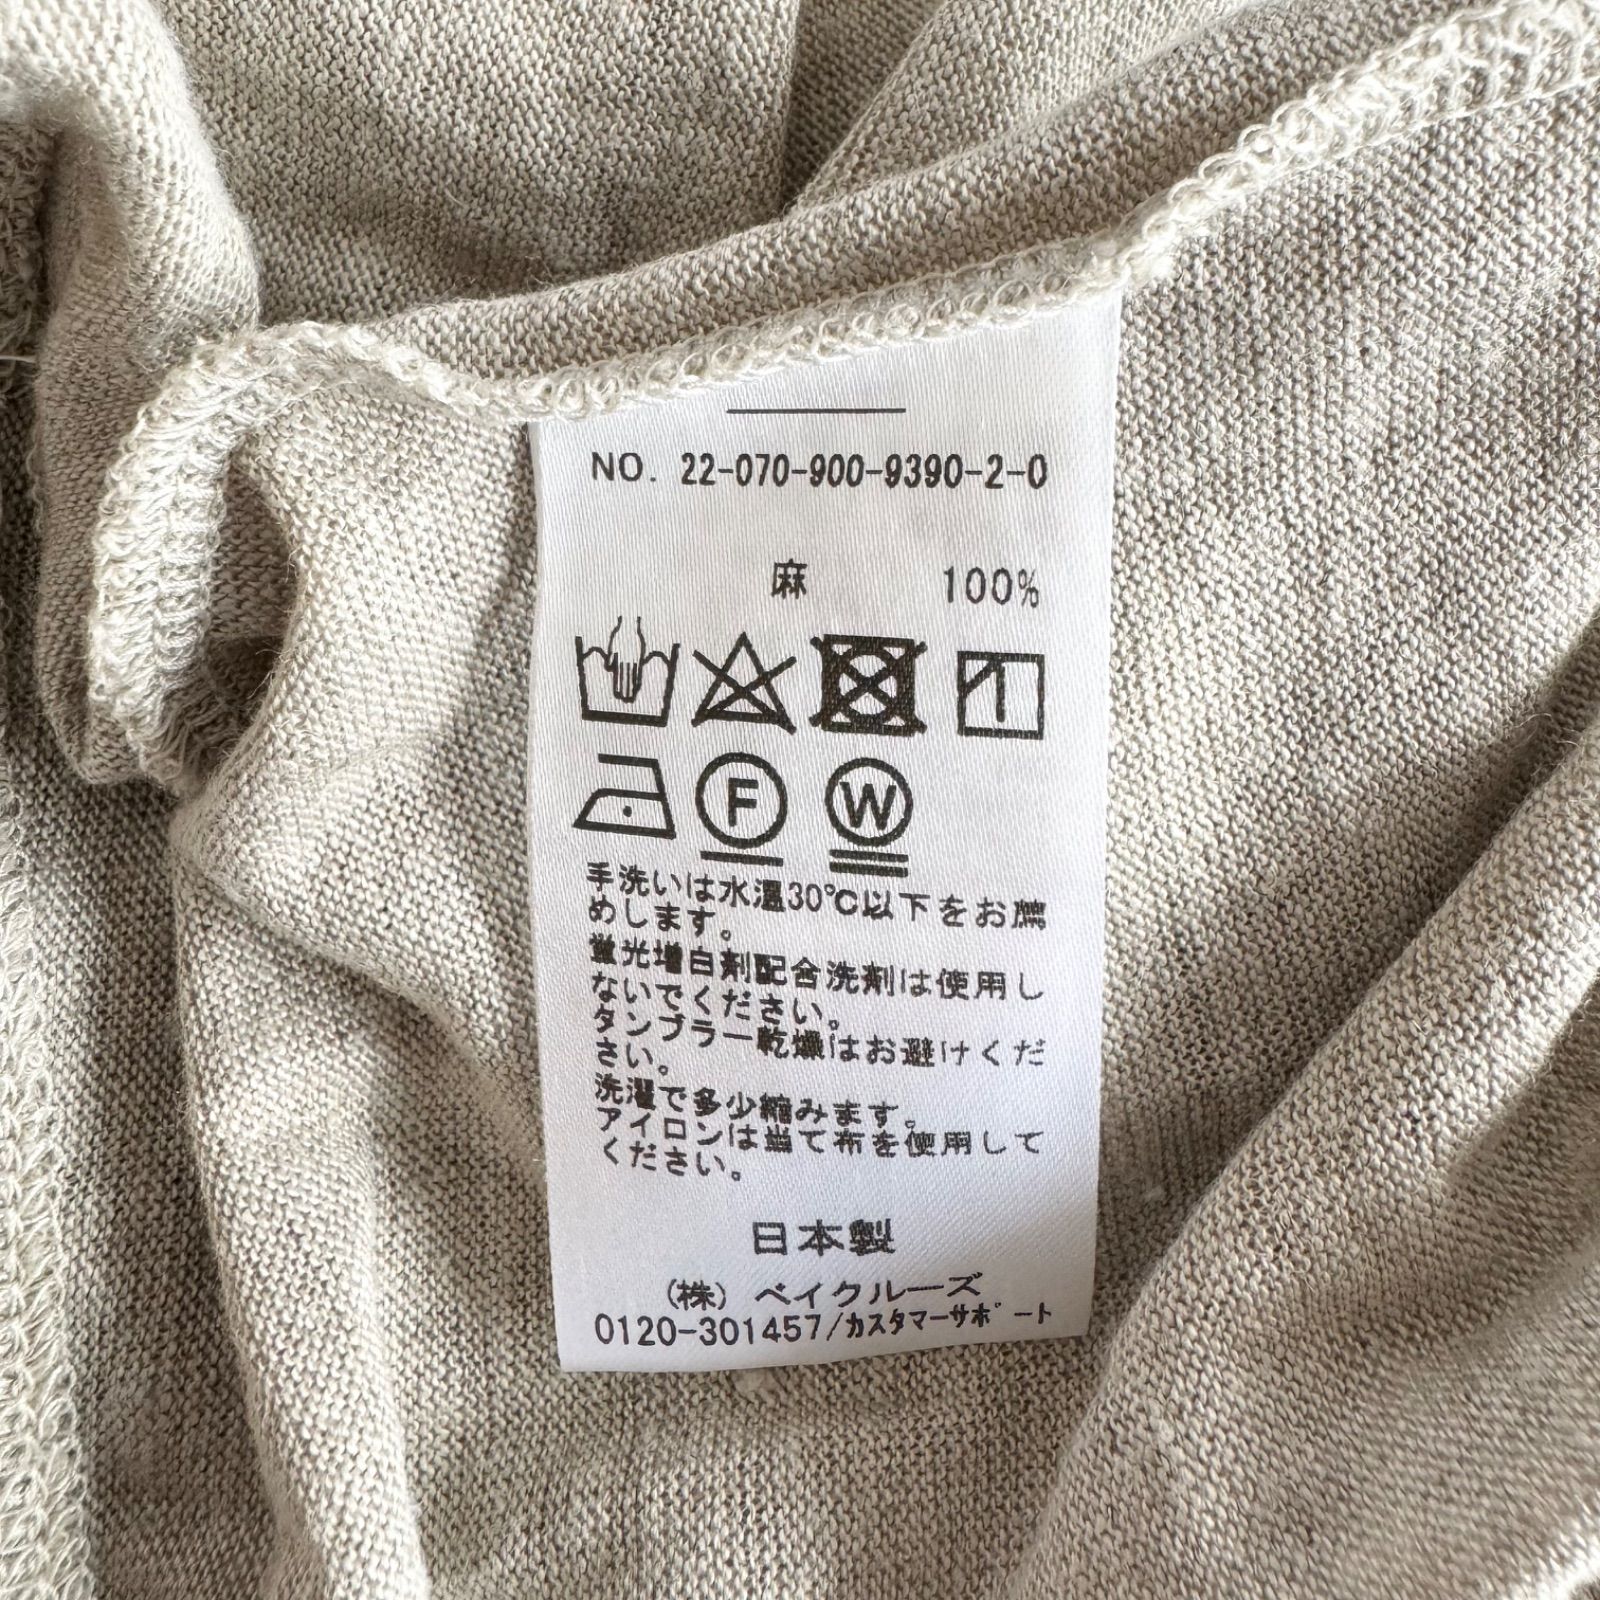 NO. 22-070-900-9390-2-0
麻 100%
F W
手洗いは水温30℃以下をお薦
めします。
蛍光増白剤配合洗剤は使用し
ないでください。
タンブラー乾燥はお避けくだ
さい。
洗濯で多少縮みます。
アイロンは当て布を使用して
ください。
日本製
(株) ベイクルーズ
0120-301457/カスタマーサポート